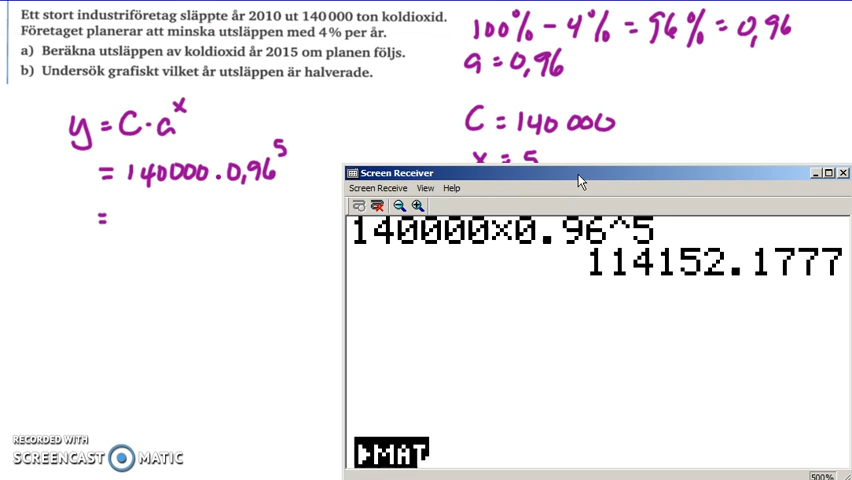 Ett stort industriföretag släppte år 2010 ut 140 000 ton koldioxid.
Företaget planerar att minska utsläppen med 4 % per år.
a) Beräkna utsläppen av koldioxid år 2015 om planen följs.
b) Undersök grafiskt vilket år utsläppen är halverade.
100% - 4% = 96% = 0,96
a = 0,96
y = C · a^x
C = 140 000
= 140000 · 0,96^5
x = 5
=
Screen Receiver
Screen Receive View Help
140000×0.96^5
114152.1777
▶MAT
500%
RECORDED WITH
SCREENCAST MATIC